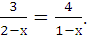 3/(2-x) = 4/(1-x).